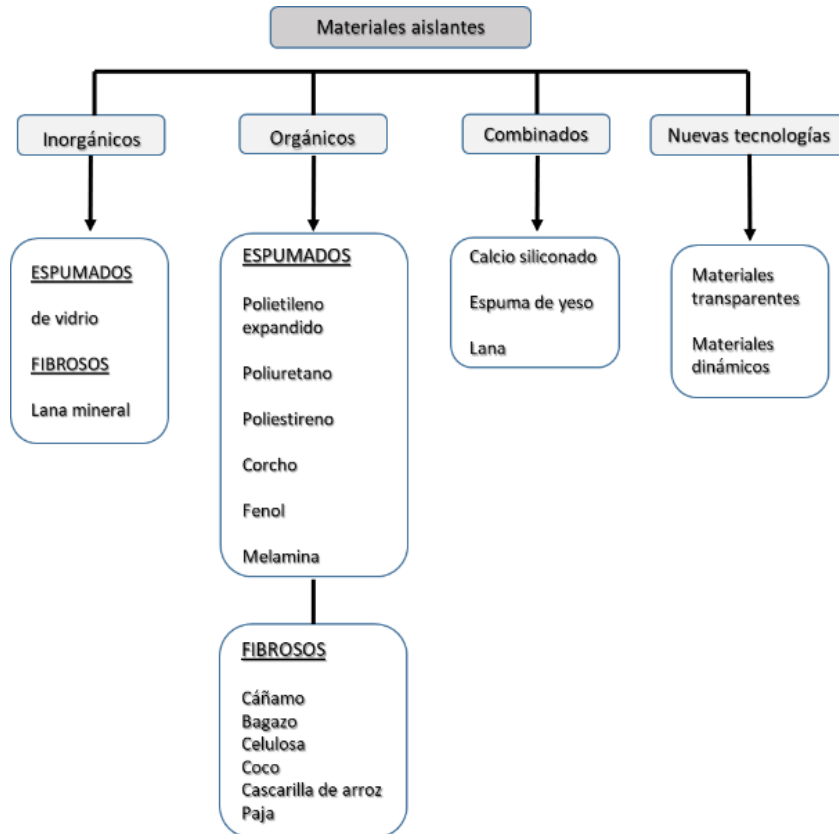 Materiales aislantes
Inorgánicos
Orgánicos
Combinados
Nuevas tecnologías
ESPUMADOS
de vidrio
FIBROSOS
Lana mineral
ESPUMADOS
Polietileno
expandido
Poliuretano
Poliestireno
Corcho
Fenol
Melamina
FIBROSOS
Cáñamo
Bagazo
Celulosa
Coco
Cascarilla de arroz
Paja
Calcio siliconado
Espuma de yeso
Lana
Materiales
transparentes
Materiales
dinámicos